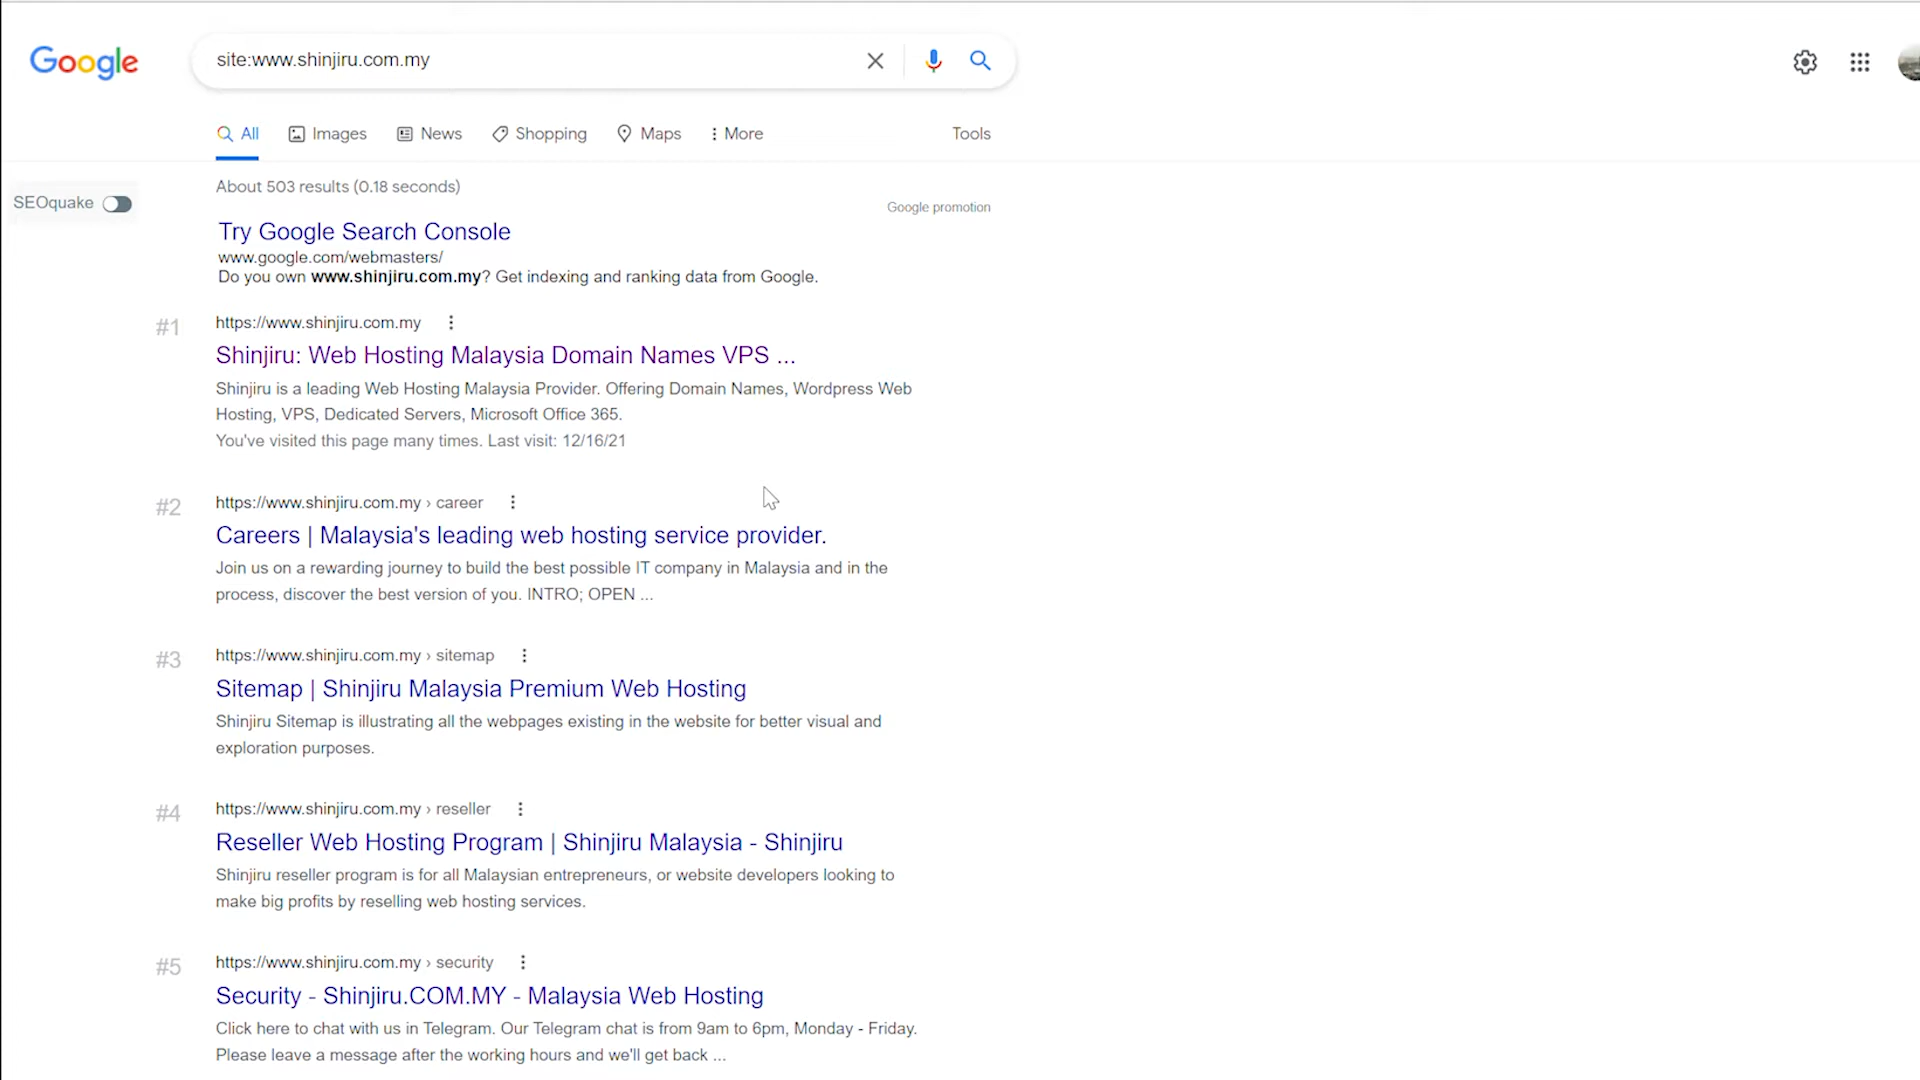 Google
site:www.shinjiru.com.my
All Images News Shopping Maps More Tools
SEOquake
About 503 results (0.18 seconds)
Google promotion
Try Google Search Console
www.google.com/webmasters/
Do you own www.shinjiru.com.my? Get indexing and ranking data from Google.
#1 https://www.shinjiru.com.my
Shinjiru: Web Hosting Malaysia Domain Names VPS ...
Shinjiru is a leading Web Hosting Malaysia Provider. Offering Domain Names, Wordpress Web
Hosting, VPS, Dedicated Servers, Microsoft Office 365.
You've visited this page many times. Last visit: 12/16/21
#2 https://www.shinjiru.com.my › career
Careers | Malaysia's leading web hosting service provider.
Join us on a rewarding journey to build the best possible IT company in Malaysia and in the
process, discover the best version of you. INTRO; OPEN ...
#3 https://www.shinjiru.com.my › sitemap
Sitemap | Shinjiru Malaysia Premium Web Hosting
Shinjiru Sitemap is illustrating all the webpages existing in the website for better visual and
exploration purposes.
#4 https://www.shinjiru.com.my › reseller
Reseller Web Hosting Program | Shinjiru Malaysia - Shinjiru
Shinjiru reseller program is for all Malaysian entrepreneurs, or website developers looking to
make big profits by reselling web hosting services.
#5 https://www.shinjiru.com.my › security
Security - Shinjiru.COM.MY - Malaysia Web Hosting
Click here to chat with us in Telegram. Our Telegram chat is from 9am to 6pm, Monday - Friday.
Please leave a message after the working hours and we'll get back ...